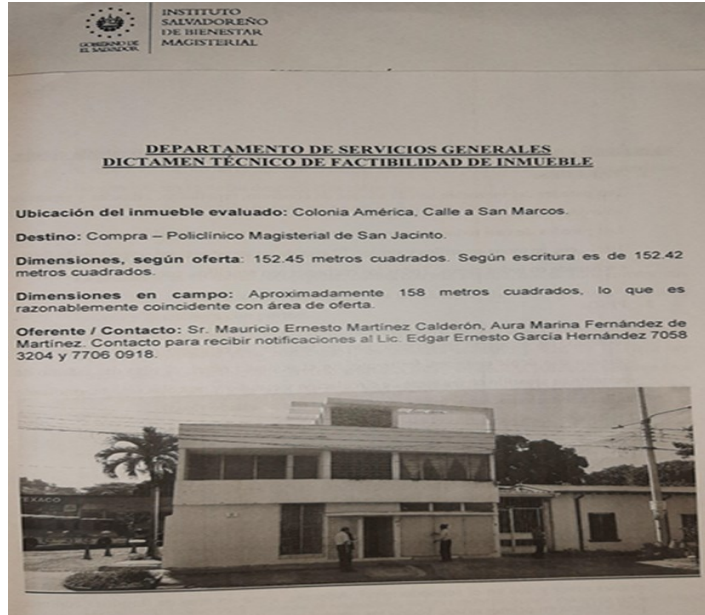 GOBIERNO DE
EL SALVADOR
INSTITUTO
SALVADOREÑO
DE BIENESTAR
MAGISTERIAL
DEPARTAMENTO DE SERVICIOS GENERALES
DICTAMEN TÉCNICO DE FACTIBILIDAD DE INMUEBLE
Ubicación del inmueble evaluado: Colonia América, Calle a San Marcos.
Destino: Compra – Policlínico Magisterial de San Jacinto.
Dimensiones, según oferta: 152.45 metros cuadrados. Según escritura es de 152.42
metros cuadrados.
Dimensiones en campo: Aproximadamente 158 metros cuadrados, lo que es
razonablemente coincidente con área de oferta.
Oferente / Contacto: Sr. Mauricio Ernesto Martínez Calderón, Aura Marina Fernández de
Martínez. Contacto para recibir notificaciones al Lic. Edgar Ernesto García Hernández 7058
3204 y 7706 0918.
TEXACO